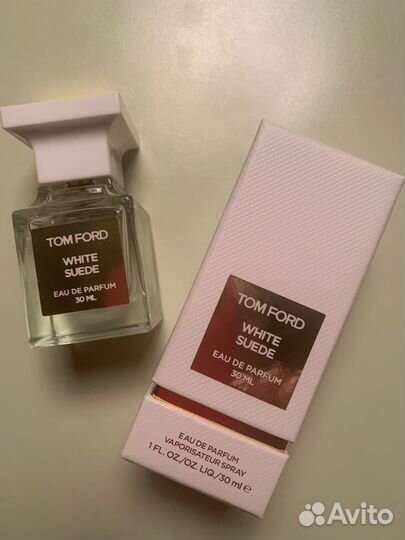 TOM FORD
WHITE
SUEDE
EAU DE PARFUM
30 ML
TOM FORD
WHITE
SUEDE
EAU DE PARFUM
30 ML
EAU DE PARFUM
VAPORISATEUR SPRAY
1 FL. OZ./OZ. LIQ./30 ml ℮
Avito